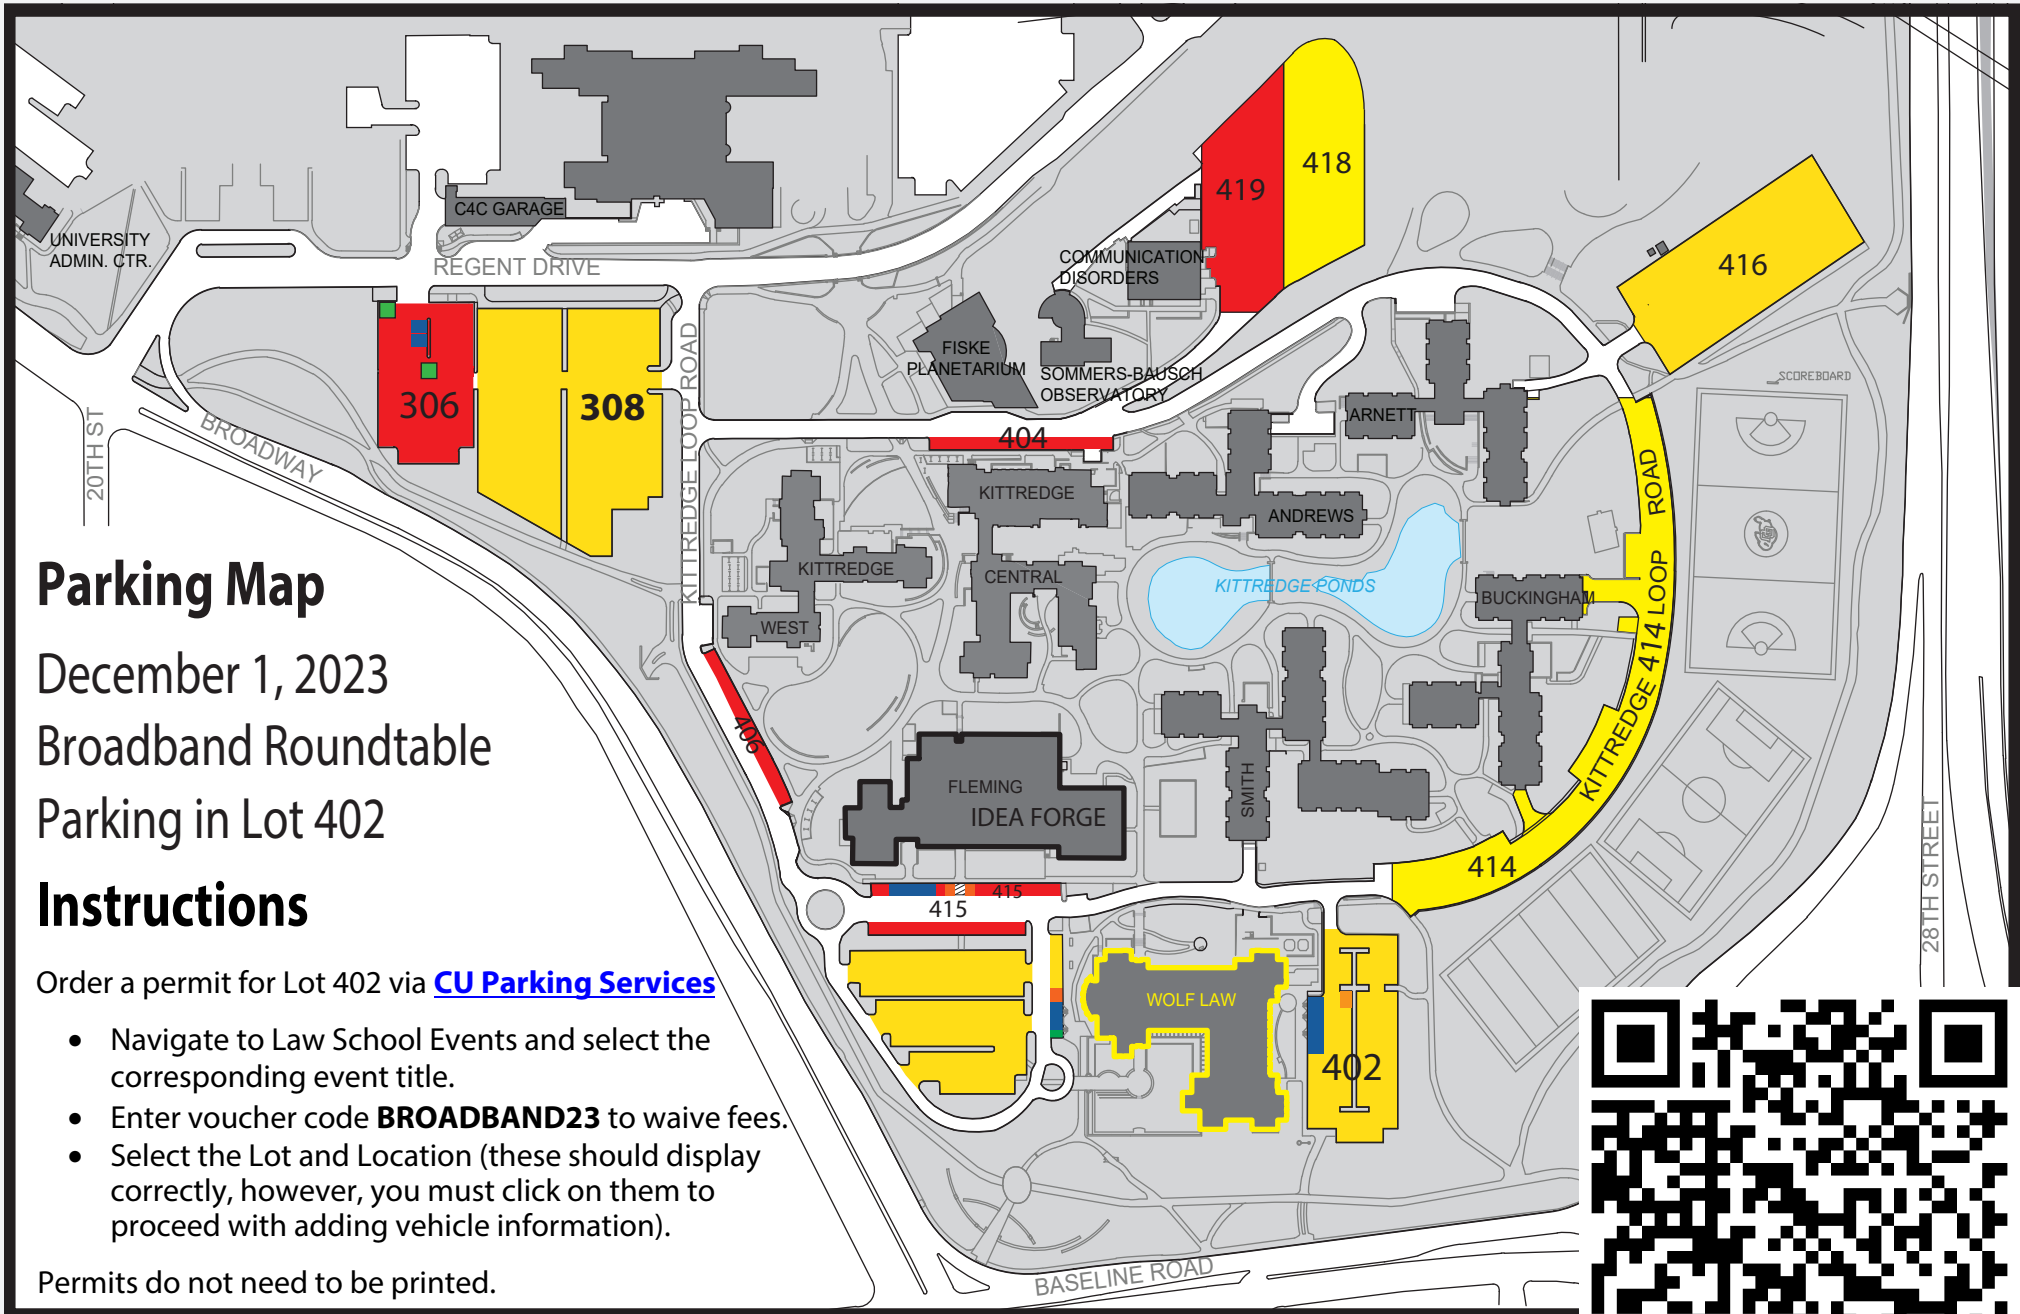 418
419
416
C4C GARAGE
UNIVERSITY
ADMIN. CTR.
REGENT DRIVE
COMMUNICATION
DISORDERS
FISKE
PLANETARIUM
SOMMERS-BAUSCH
OBSERVATORY
SCOREBOARD
306
308
404
ARNETT
20TH ST
BROADWAY
KITTREDGE LOOP ROAD
KITTREDGE
ANDREWS
KITTREDGE
CENTRAL
KITTREDGE PONDS
BUCKINGHAM
KITTREDGE 414 LOOP ROAD
WEST
406
SMITH
FLEMING
IDEA FORGE
414
415
415
28TH STREET
WOLF LAW
402
BASELINE ROAD
Parking Map
December 1, 2023
Broadband Roundtable
Parking in Lot 402
Instructions
Order a permit for Lot 402 via CU Parking Services
• Navigate to Law School Events and select the
corresponding event title.
• Enter voucher code BROADBAND23 to waive fees.
• Select the Lot and Location (these should display
correctly, however, you must click on them to
proceed with adding vehicle information).
Permits do not need to be printed.